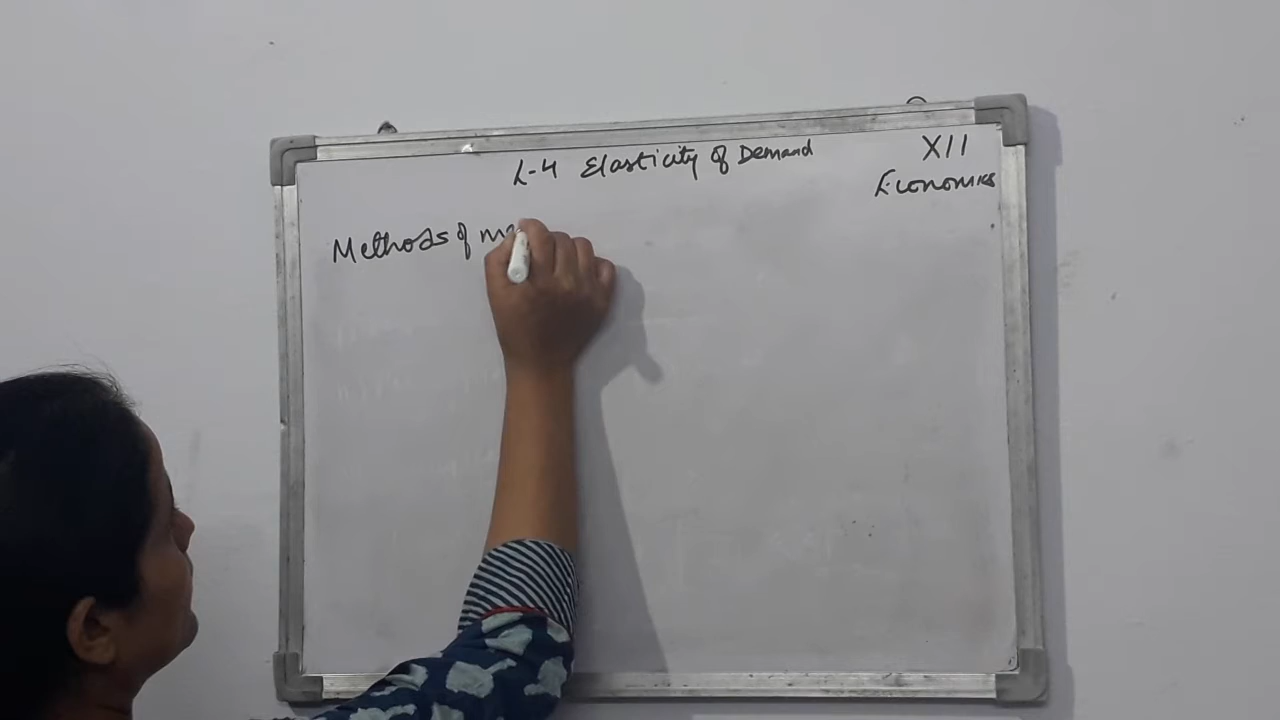 L-4 Elasticity of Demand
XII
Economics
Methods of